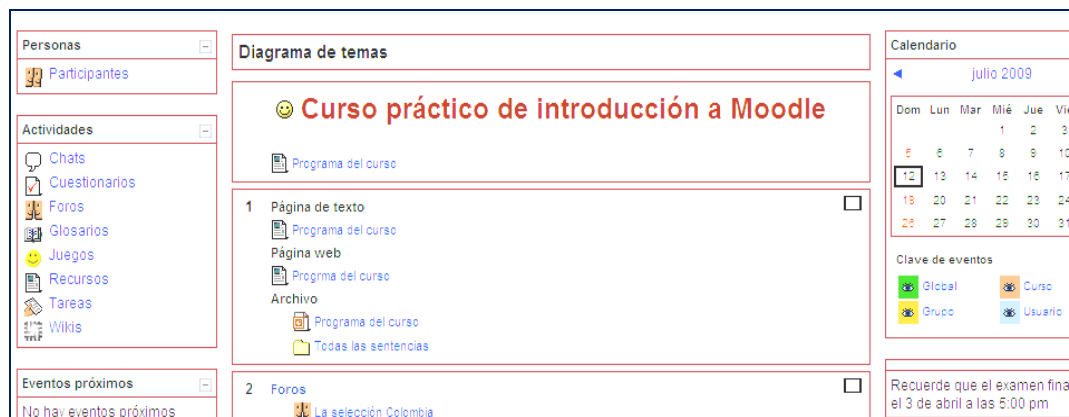 Personas
Participantes
Actividades
Chats
Cuestionarios
Foros
Glosarios
Juegos
Recursos
Tareas
Wikis
Eventos próximos
No hay eventos próximos
Diagrama de temas
Curso práctico de introducción a Moodle
Programa del curso
1 Página de texto
Programa del curso
Página web
Progrma del curso
Archivo
Programa del curso
Todas las sentencias
2 Foros
La selección Colombia
Calendario
julio 2009
Dom Lun Mar Mié Jue Vie
1 2 3
5 6 7 8 9 10
12 13 14 15 16 17
19 20 21 22 23 24
26 27 28 29 30 31
Clave de eventos
Global Curso
Grupo Usuario
Recuerde que el examen fina
el 3 de abril a las 5:00 pm